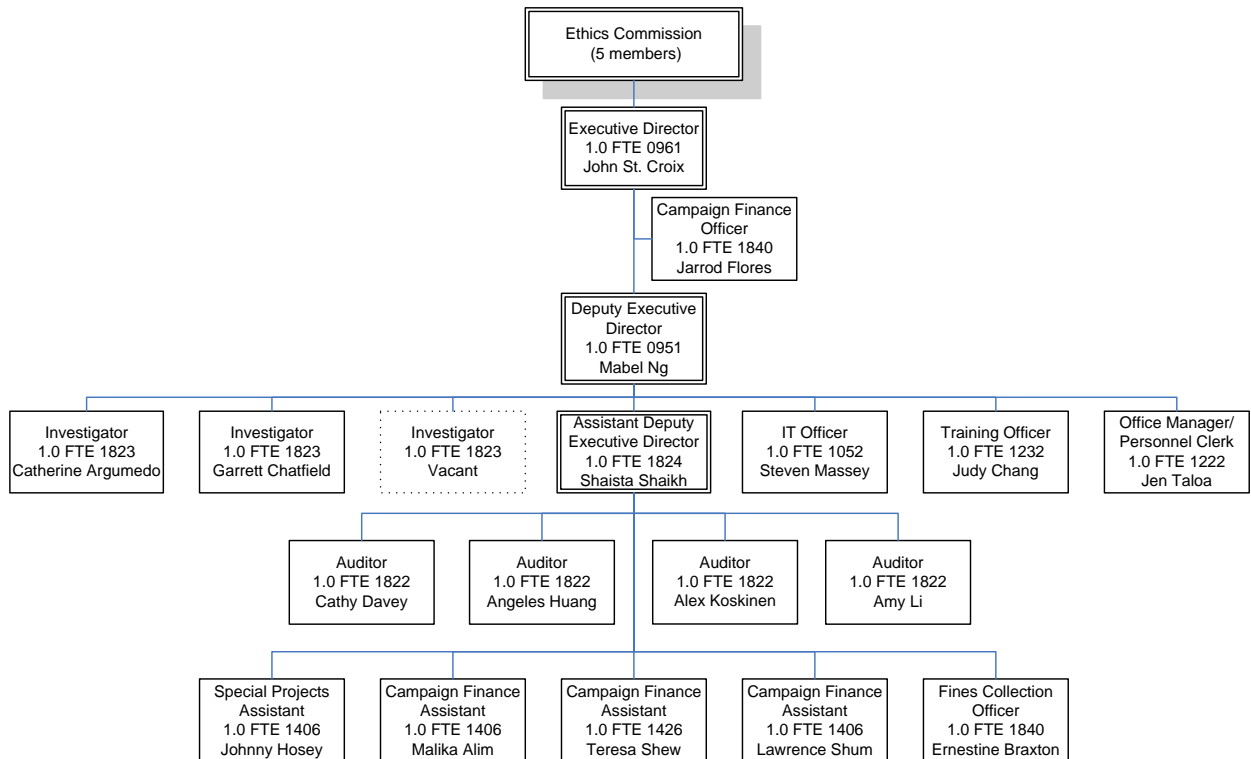 Ethics Commission
(5 members)
Executive Director
1.0 FTE 0961
John St. Croix
Campaign Finance
Officer
1.0 FTE 1840
Jarrod Flores
Deputy Executive
Director
1.0 FTE 0951
Mabel Ng
Investigator
1.0 FTE 1823
Catherine Argumedo
Investigator
1.0 FTE 1823
Garrett Chatfield
Investigator
1.0 FTE 1823
Vacant
Assistant Deputy
Executive Director
1.0 FTE 1824
Shaista Shaikh
IT Officer
1.0 FTE 1052
Steven Massey
Training Officer
1.0 FTE 1232
Judy Chang
Office Manager/
Personnel Clerk
1.0 FTE 1222
Jen Taloa
Auditor
1.0 FTE 1822
Cathy Davey
Auditor
1.0 FTE 1822
Angeles Huang
Auditor
1.0 FTE 1822
Alex Koskinen
Auditor
1.0 FTE 1822
Amy Li
Special Projects
Assistant
1.0 FTE 1406
Johnny Hosey
Campaign Finance
Assistant
1.0 FTE 1406
Malika Alim
Campaign Finance
Assistant
1.0 FTE 1426
Teresa Shew
Campaign Finance
Assistant
1.0 FTE 1406
Lawrence Shum
Fines Collection
Officer
1.0 FTE 1840
Ernestine Braxton